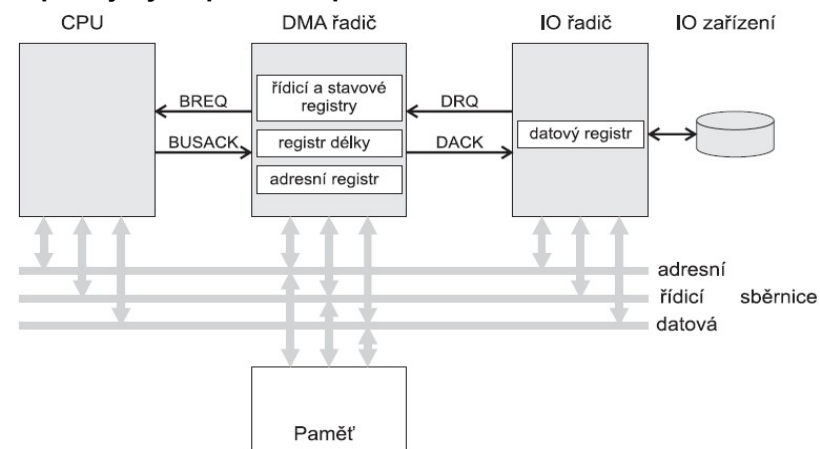 CPU
DMA řadič
IO řadič
IO zařízení
BREQ
BUSACK
řídicí a stavové
registry
registr délky
adresní registr
DRQ
DACK
datový registr
adresní
řídicí sběrnice
datová
Paměť